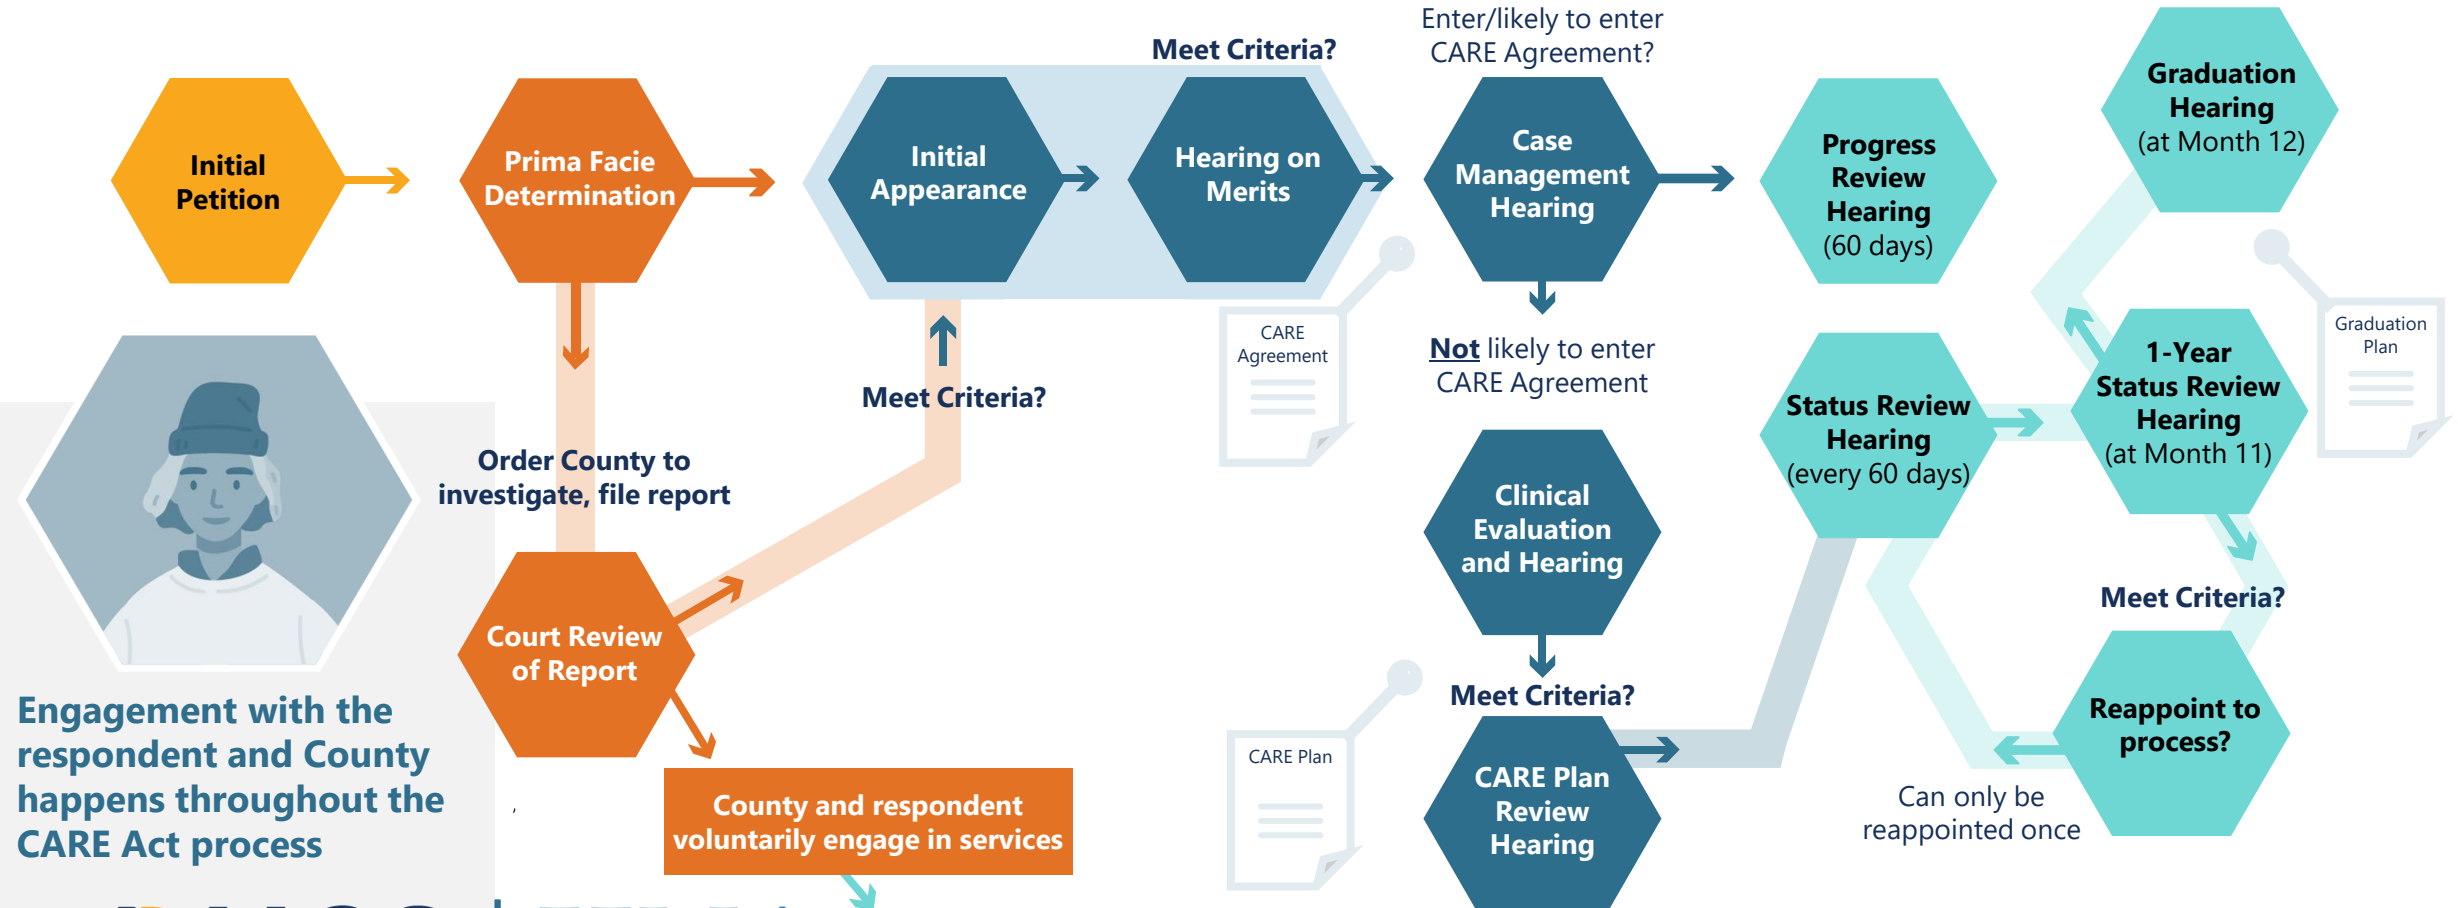 Enter/likely to enter
CARE Agreement?
Meet Criteria?
Initial
Petition
Prima Facie
Determination
Initial
Appearance
Hearing on
Merits
Case
Management
Hearing
Progress
Review
Hearing
(60 days)
Graduation
Hearing
(at Month 12)
CARE
Agreement
Graduation
Plan
Not likely to enter
CARE Agreement
Meet Criteria?
Status Review
Hearing
(every 60 days)
1-Year
Status Review
Hearing
(at Month 11)
Order County to
investigate, file report
Clinical
Evaluation
and Hearing
Meet Criteria?
Court Review
of Report
Meet Criteria?
CARE Plan
CARE Plan
Review
Hearing
Reappoint to
process?
Can only be
reappointed once
County and respondent
voluntarily engage in services
,
Engagement with the
respondent and County
happens throughout the
CARE Act process